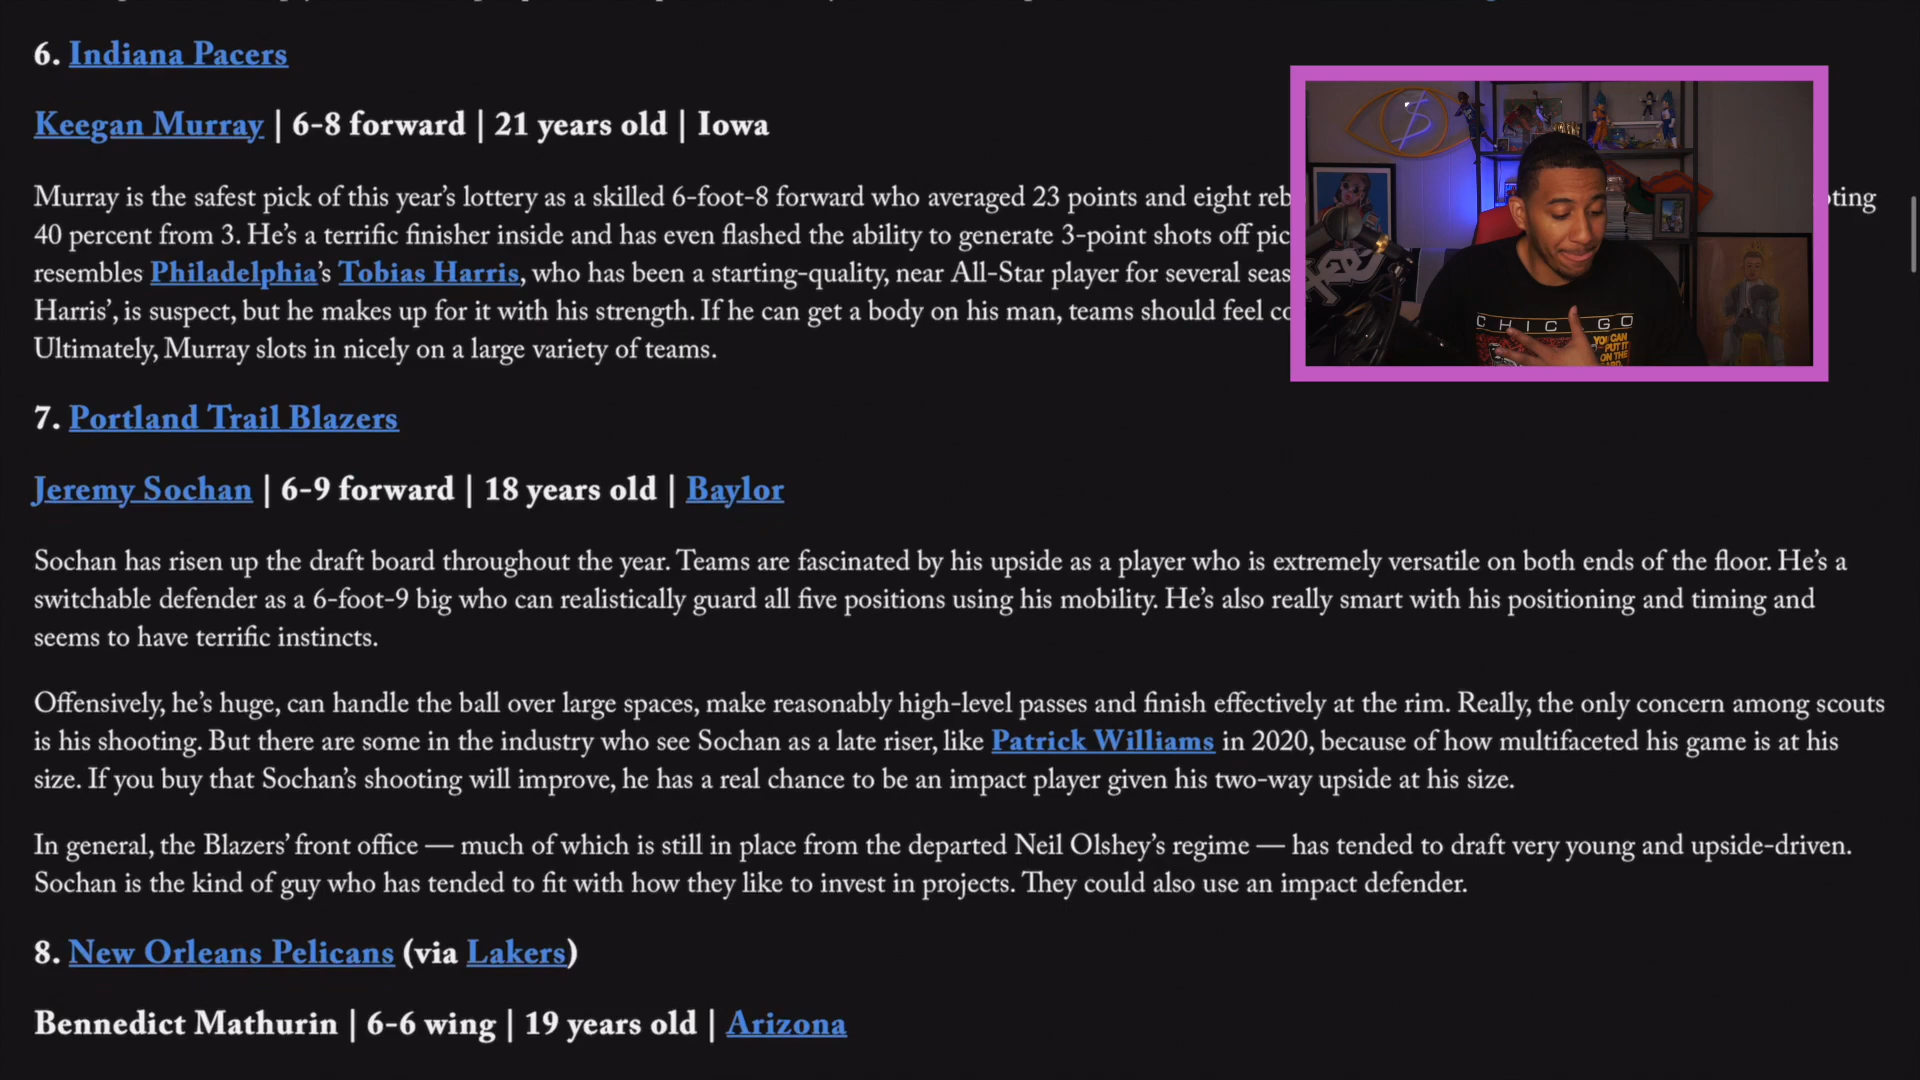 6. Indiana Pacers
Keegan Murray | 6-8 forward | 21 years old | Iowa
Murray is the safest pick of this year’s lottery as a skilled 6-foot-8 forward who averaged 23 points and eight reb
40 percent from 3. He’s a terrific finisher inside and has even flashed the ability to generate 3-point shots off pic
resembles Philadelphia’s Tobias Harris, who has been a starting-quality, near All-Star player for several seas
Harris’, is suspect, but he makes up for it with his strength. If he can get a body on his man, teams should feel co
Ultimately, Murray slots in nicely on a large variety of teams.
CHICAGO
YOU CAN
PUT IT
ON THE
7. Portland Trail Blazers
Jeremy Sochan | 6-9 forward | 18 years old | Baylor
Sochan has risen up the draft board throughout the year. Teams are fascinated by his upside as a player who is extremely versatile on both ends of the floor. He’s a
switchable defender as a 6-foot-9 big who can realistically guard all five positions using his mobility. He’s also really smart with his positioning and timing and
seems to have terrific instincts.
Offensively, he’s huge, can handle the ball over large spaces, make reasonably high-level passes and finish effectively at the rim. Really, the only concern among scouts
is his shooting. But there are some in the industry who see Sochan as a late riser, like Patrick Williams in 2020, because of how multifaceted his game is at his
size. If you buy that Sochan’s shooting will improve, he has a real chance to be an impact player given his two-way upside at his size.
In general, the Blazers’ front office — much of which is still in place from the departed Neil Olshey’s regime — has tended to draft very young and upside-driven.
Sochan is the kind of guy who has tended to fit with how they like to invest in projects. They could also use an impact defender.
8. New Orleans Pelicans (via Lakers)
Bennedict Mathurin | 6-6 wing | 19 years old | Arizona